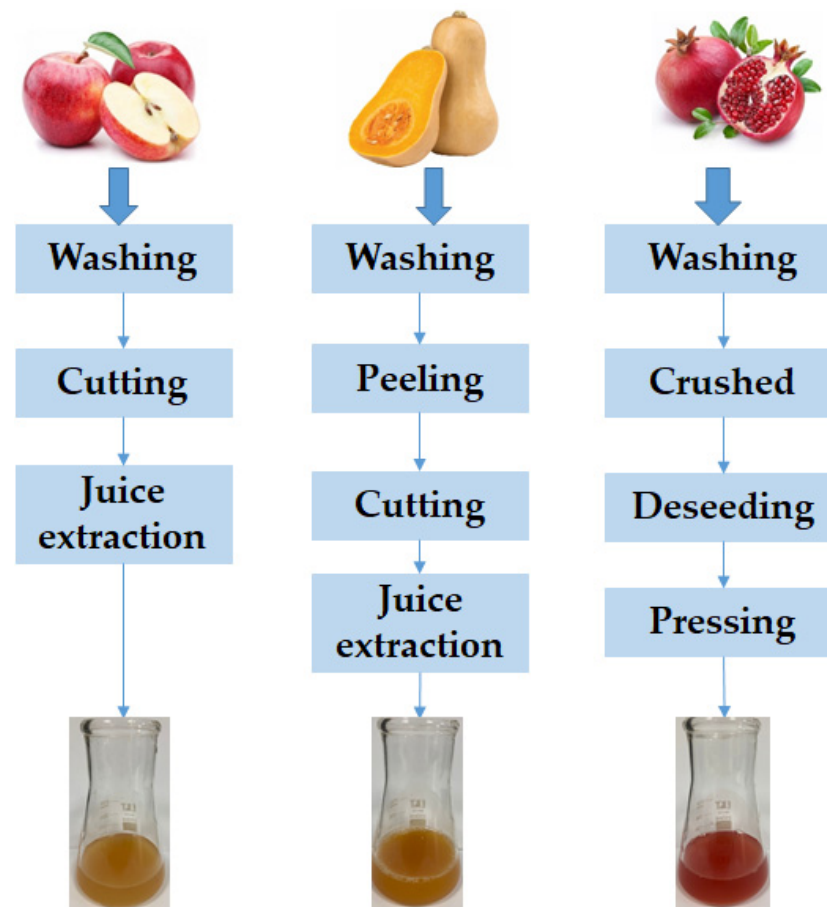 Washing
Cutting
Juice
extraction
Washing
Peeling
Cutting
Juice
extraction
Washing
Crushed
Deseeding
Pressing